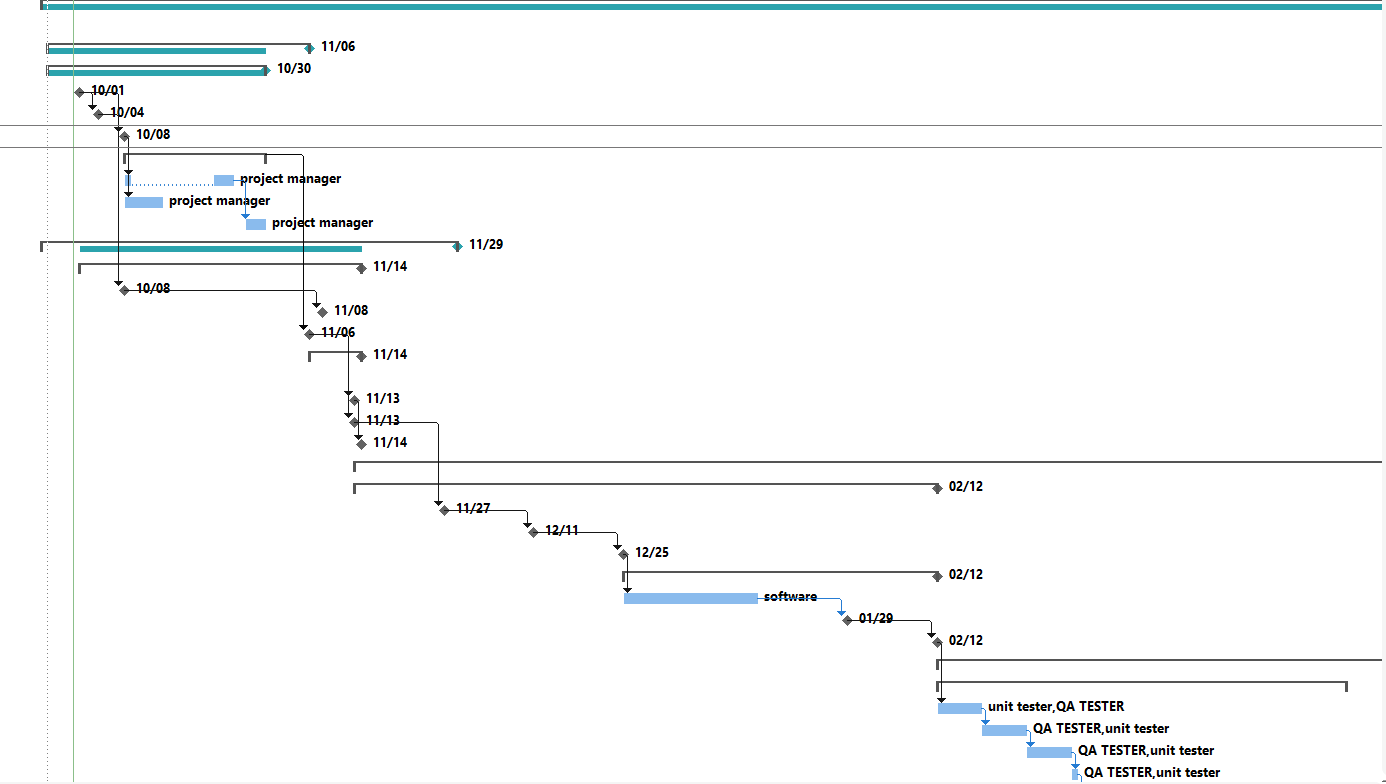 11/06
10/30
10/01
10/04
10/08
project manager
project manager
project manager
11/29
11/14
10/08
11/08
11/06
11/14
11/13
11/13
11/14
02/12
11/27
12/11
12/25
02/12
software
01/29
02/12
unit tester,QA TESTER
QA TESTER,unit tester
QA TESTER,unit tester
QA TESTER,unit tester